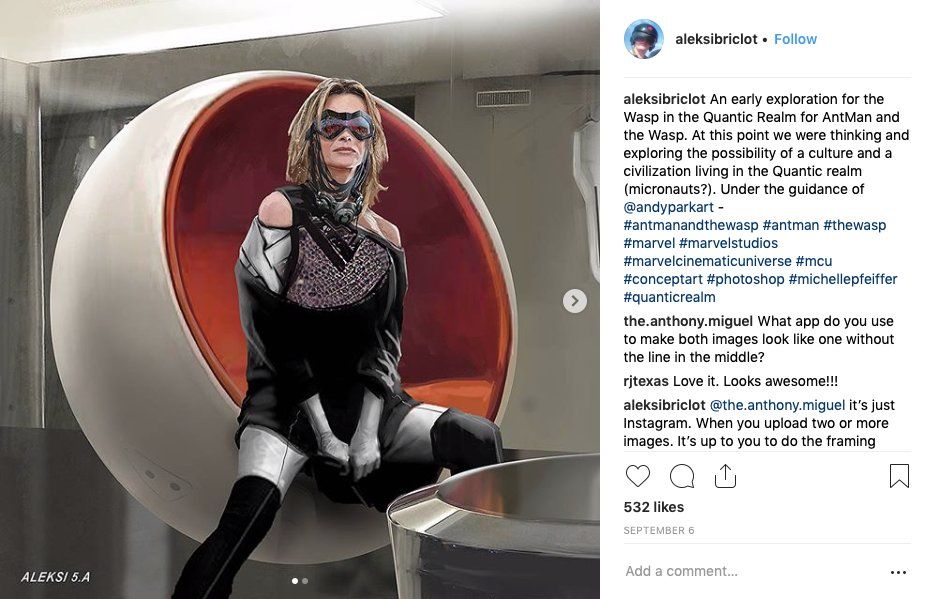 aleksibriclot • Follow
aleksibriclot An early exploration for the
Wasp in the Quantic Realm for AntMan and
the Wasp. At this point we were thinking and
exploring the possibility of a culture and a
civilization living in the Quantic realm
(micronauts?). Under the guidance of
@andyparkart -
#antmanandthewasp #antman #thewasp
#marvel #marvelstudios
#marvelcinematicuniverse #mcu
#conceptart #photoshop #michellepfeiffer
#quanticrealm
the.anthony.miguel What app do you use
to make both images look like one without
the line in the middle?
rjtexas Love it. Looks awesome!!!
aleksibriclot @the.anthony.miguel it’s just
Instagram. When you upload two or more
images. It’s up to you to do the framing
532 likes
SEPTEMBER 6
Add a comment...
ALEKSI 5.A